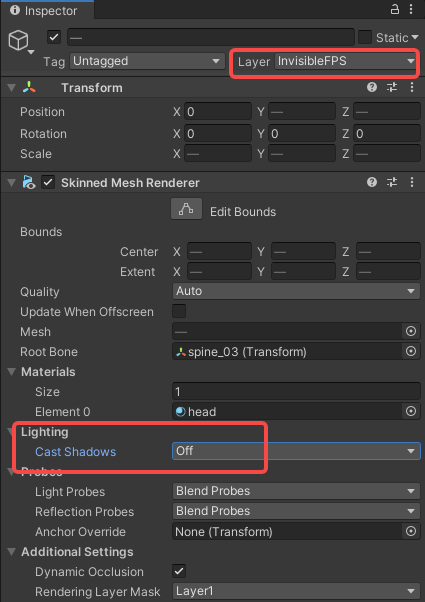 Inspector
— Static
Tag Untagged Layer InvisibleFPS
Transform
Position X 0 Y — Z —
Rotation X 0 Y 0 Z 0
Scale X — Y — Z —
Skinned Mesh Renderer
Edit Bounds
Bounds
Center X — Y — Z —
Extent X — Y — Z —
Quality Auto
Update When Offscreen
Mesh —
Root Bone spine_03 (Transform)
Materials
Size 1
Element 0 head
Lighting
Cast Shadows Off
Probes
Light Probes Blend Probes
Reflection Probes Blend Probes
Anchor Override None (Transform)
Additional Settings
Dynamic Occlusion
Rendering Layer Mask Layer1